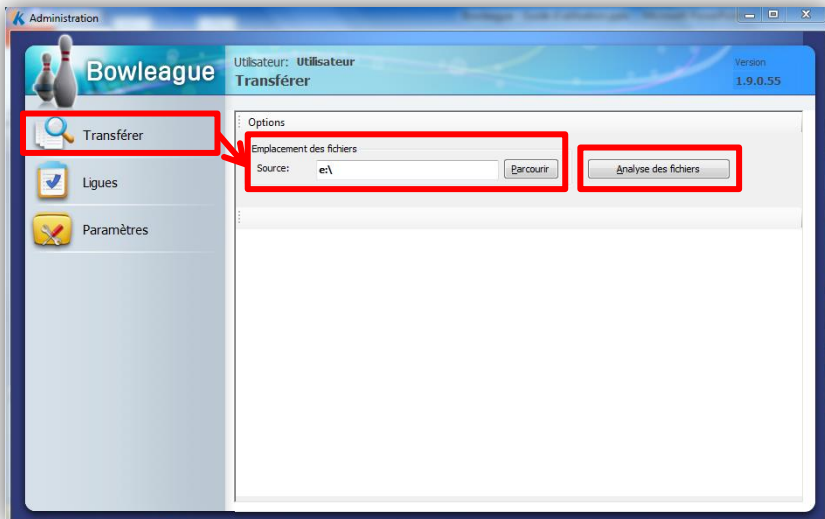 Administration
Bowleague
Utilisateur: Utilisateur
Transférer
Version
1.9.0.55
Transférer
Ligues
Paramètres
Options
Emplacement des fichiers
Source: e:\ Parcourir Analyse des fichiers